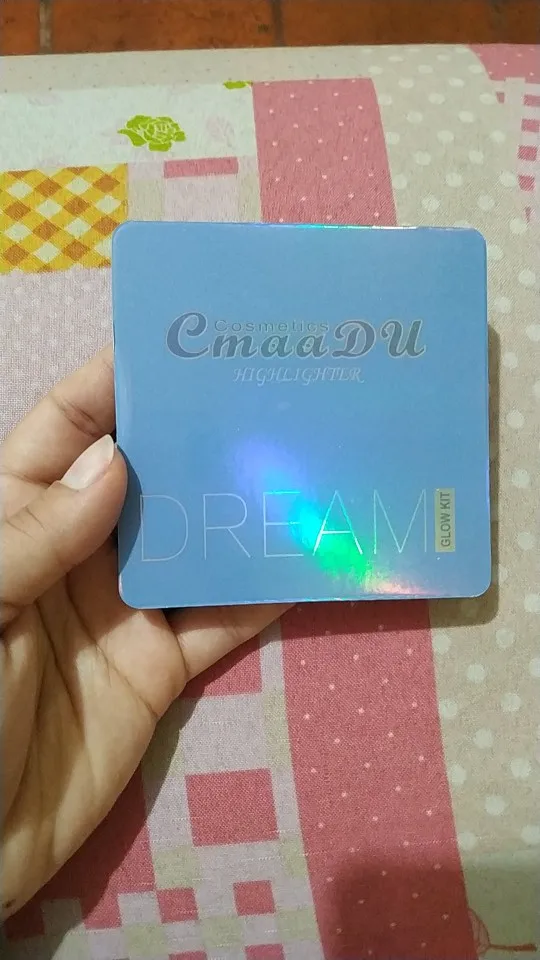 Cosmetics
CmaaDU
HIGHLIGHTER
DREAM
GLOW KIT